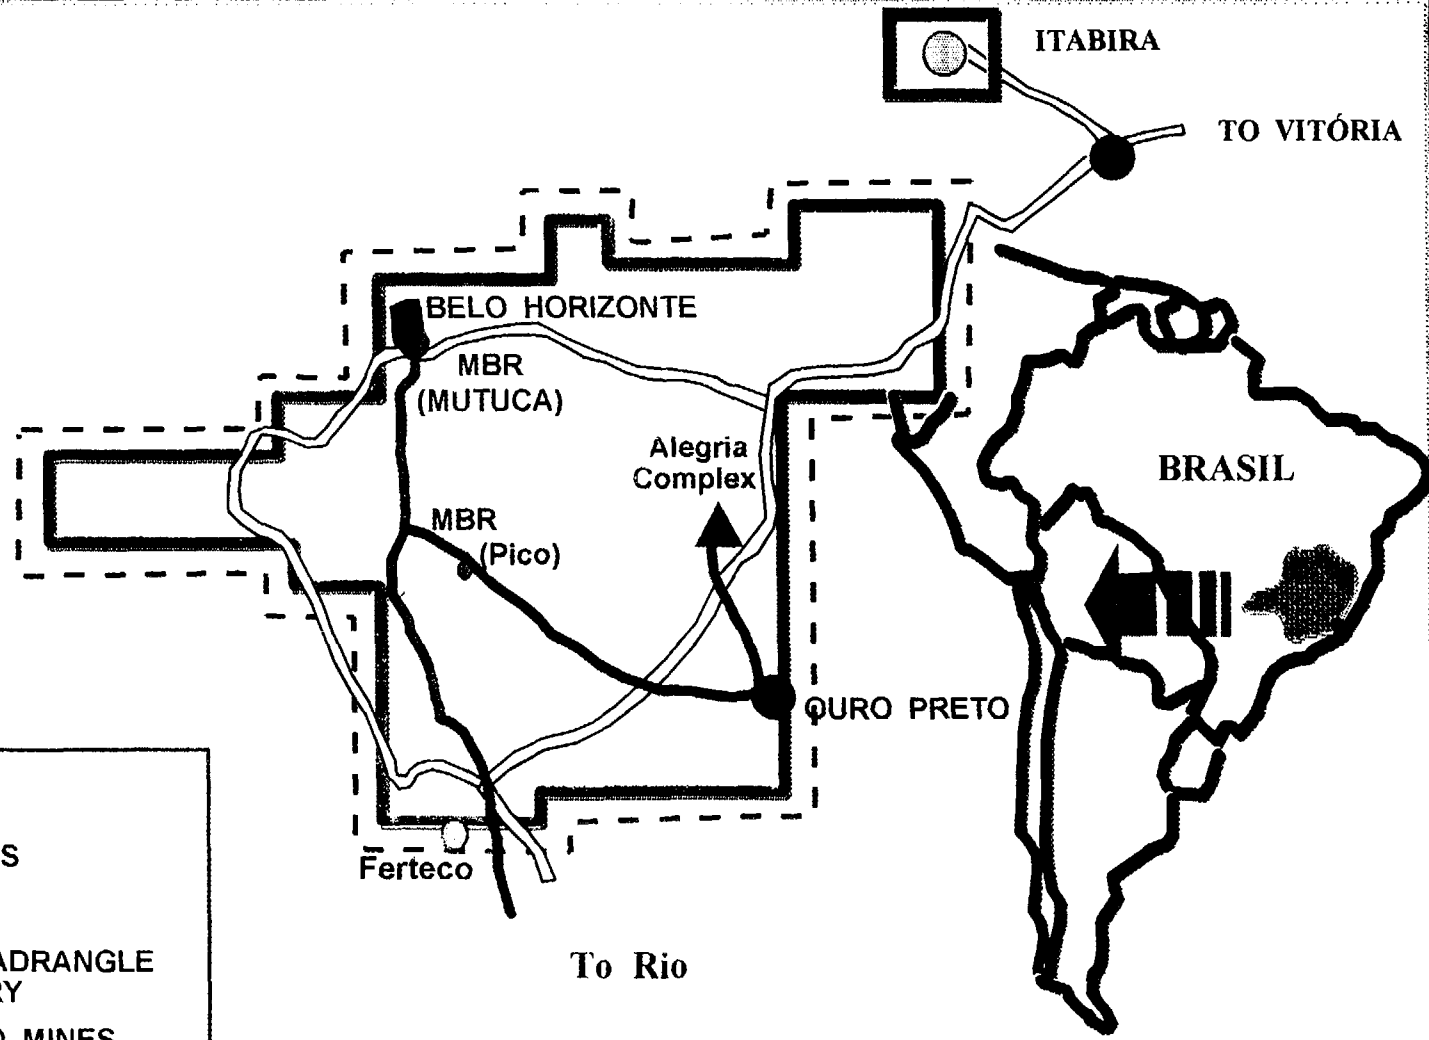 ITABIRA
TO VITÓRIA
BELO HORIZONTE
MBR
(MUTUCA)
Alegria
Complex
BRASIL
MBR
(Pico)
OURO PRETO
Ferteco
To Rio
S
ADRANGLE
RY
MINES